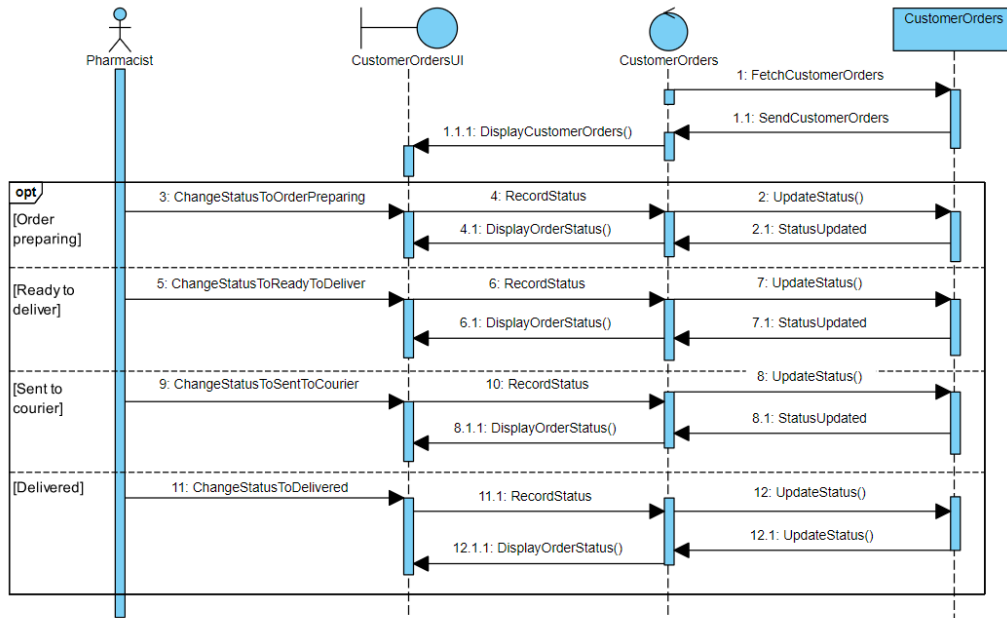 Pharmacist
CustomerOrdersUI
CustomerOrders
CustomerOrders
1: FetchCustomerOrders
1.1: SendCustomerOrders
1.1.1: DisplayCustomerOrders()
opt
[Order
preparing]
3: ChangeStatusToOrderPreparing
4: RecordStatus
2: UpdateStatus()
4.1: DisplayOrderStatus()
2.1: StatusUpdated
[Ready to
deliver]
5: ChangeStatusToReadyToDeliver
6: RecordStatus
7: UpdateStatus()
6.1: DisplayOrderStatus()
7.1: StatusUpdated
[Sent to
courier]
9: ChangeStatusToSentToCourier
10: RecordStatus
8: UpdateStatus()
8.1.1: DisplayOrderStatus()
8.1: StatusUpdated
[Delivered]
11: ChangeStatusToDelivered
11.1: RecordStatus
12: UpdateStatus()
12.1.1: DisplayOrderStatus()
12.1: UpdateStatus()